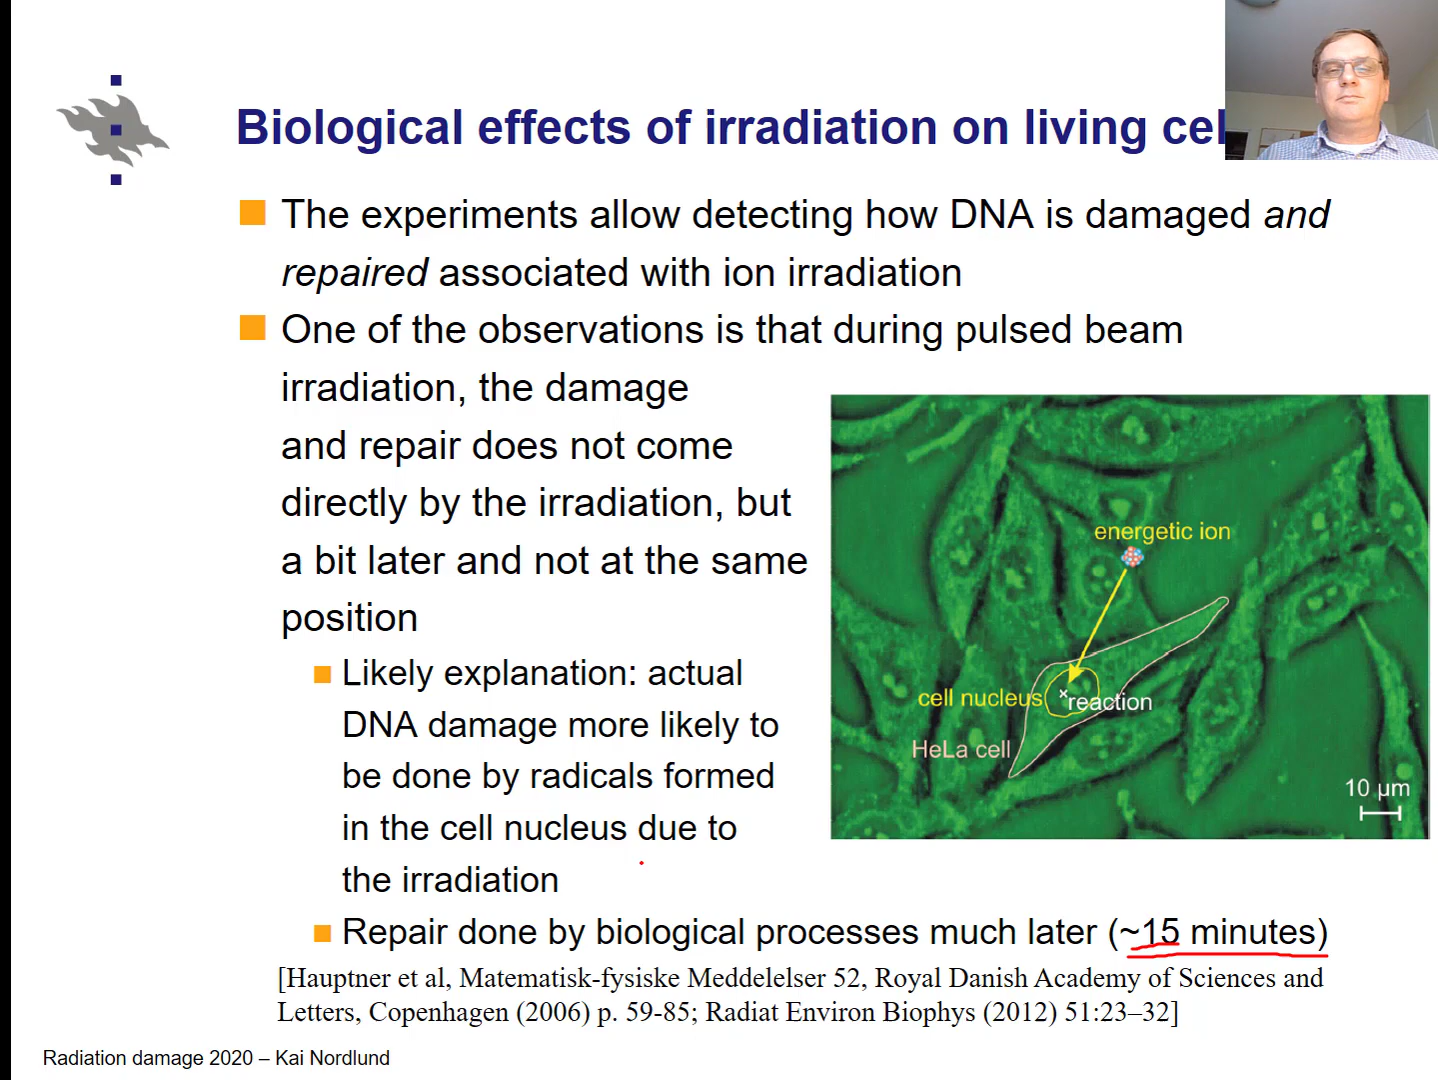 Biological effects of irradiation on living cel
The experiments allow detecting how DNA is damaged and
repaired associated with ion irradiation
One of the observations is that during pulsed beam
irradiation, the damage
and repair does not come
directly by the irradiation, but
a bit later and not at the same
position
Likely explanation: actual
DNA damage more likely to
be done by radicals formed
in the cell nucleus due to
the irradiation
Repair done by biological processes much later (~15 minutes)
energetic ion
cell nucleus
reaction
HeLa cell
10 µm
[Hauptner et al, Matematisk-fysiske Meddelelser 52, Royal Danish Academy of Sciences and
Letters, Copenhagen (2006) p. 59-85; Radiat Environ Biophys (2012) 51:23–32]
Radiation damage 2020 – Kai Nordlund